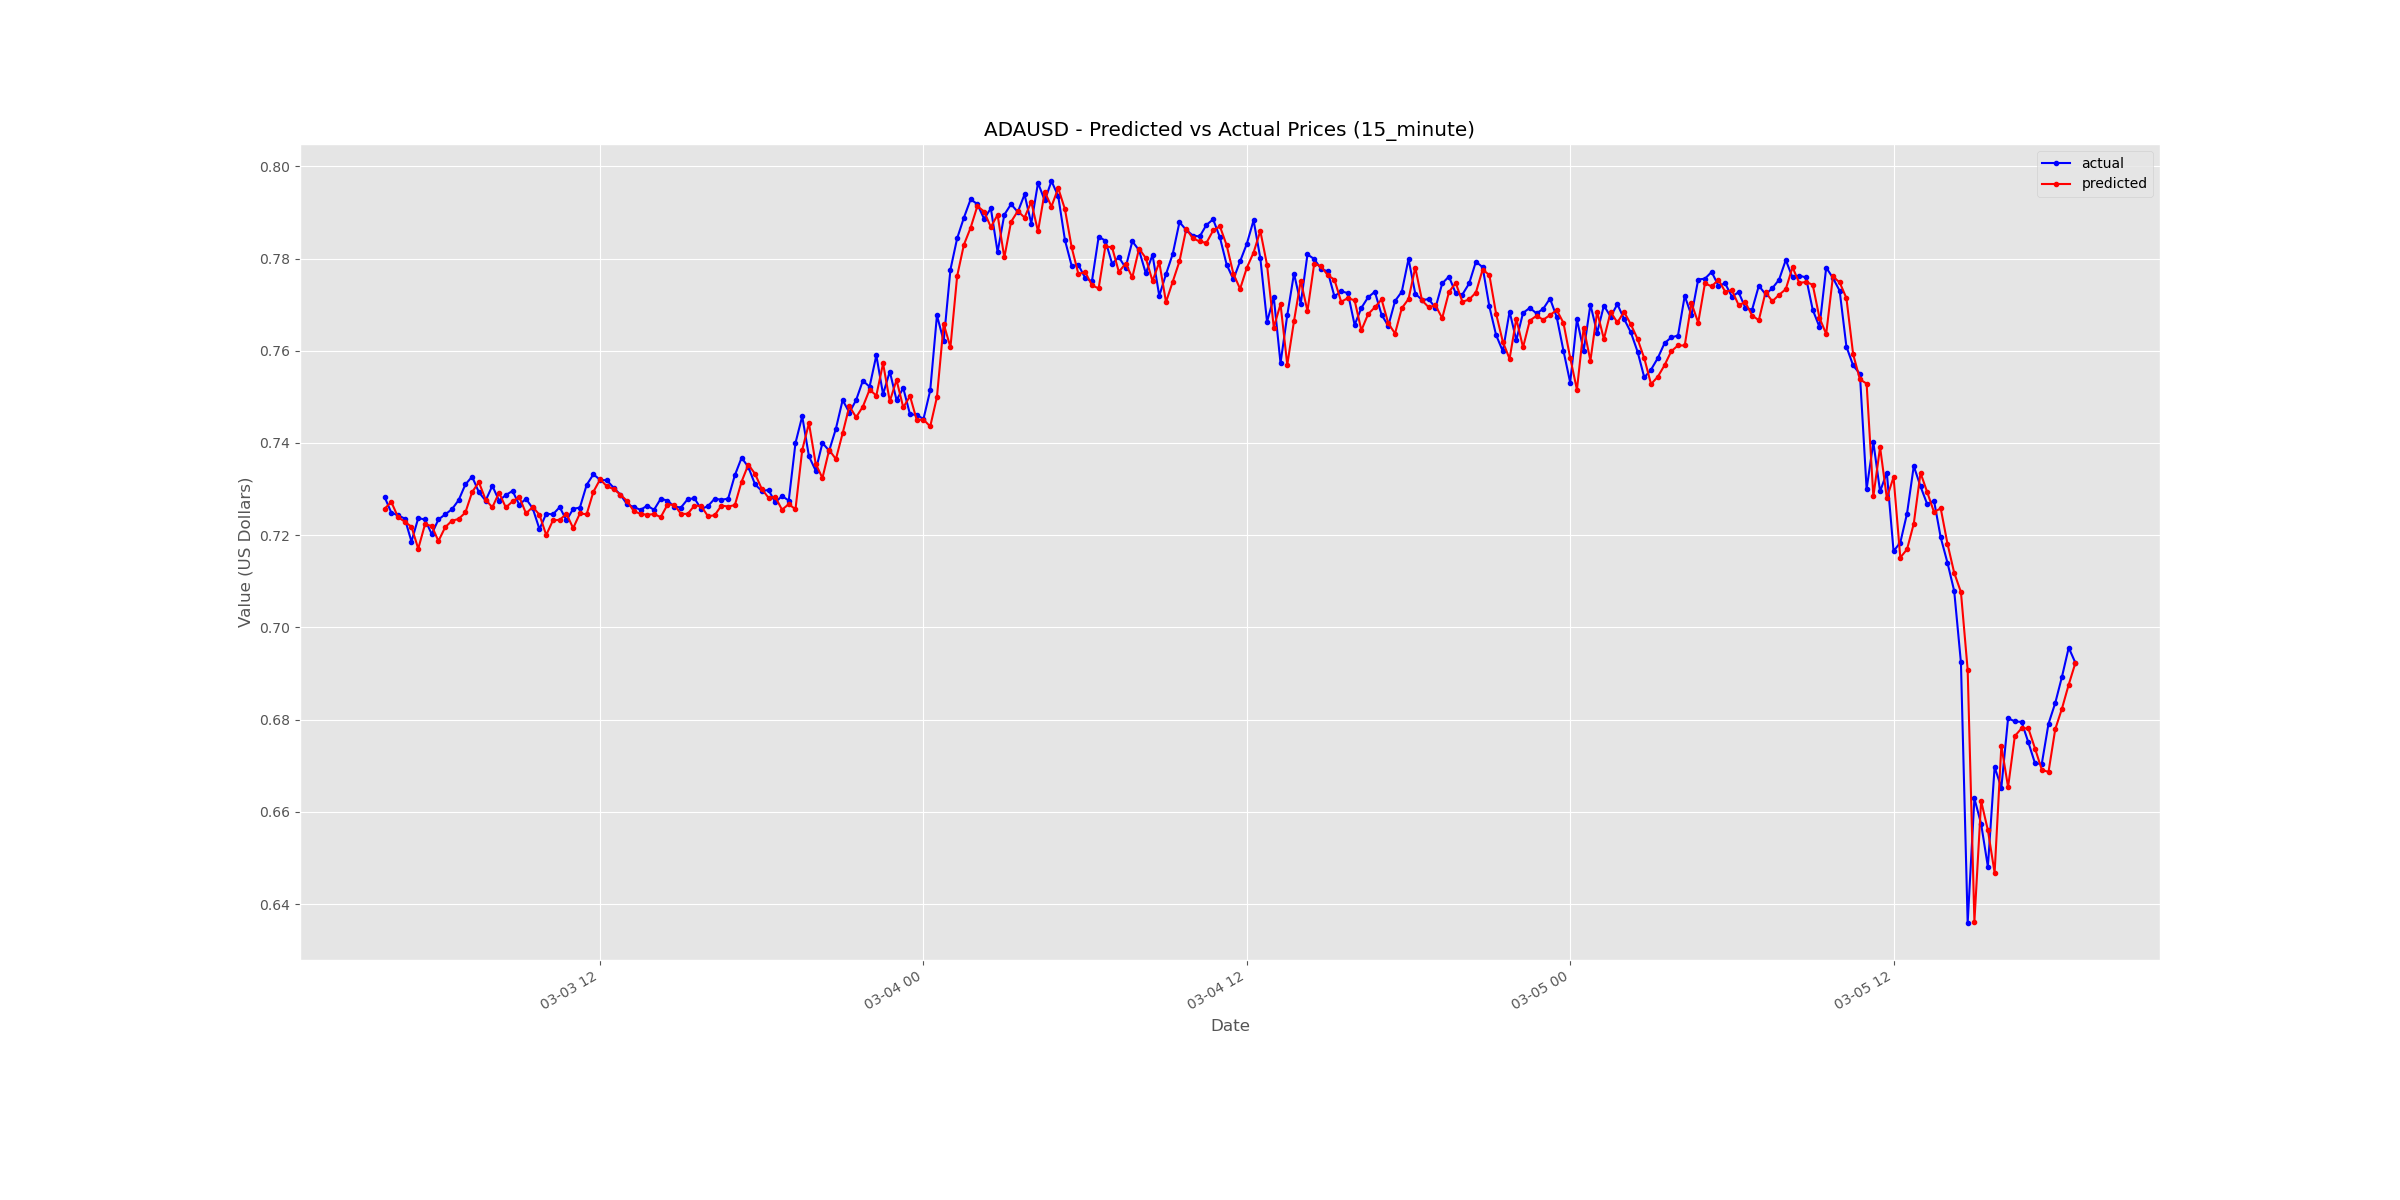 ADAUSD - Predicted vs Actual Prices (15_minute)
actual
predicted
0.80
0.78
0.76
0.74
0.72
0.70
0.68
0.66
0.64
Value (US Dollars)
03-03 12
03-04 00
03-04 12
03-05 00
03-05 12
Date